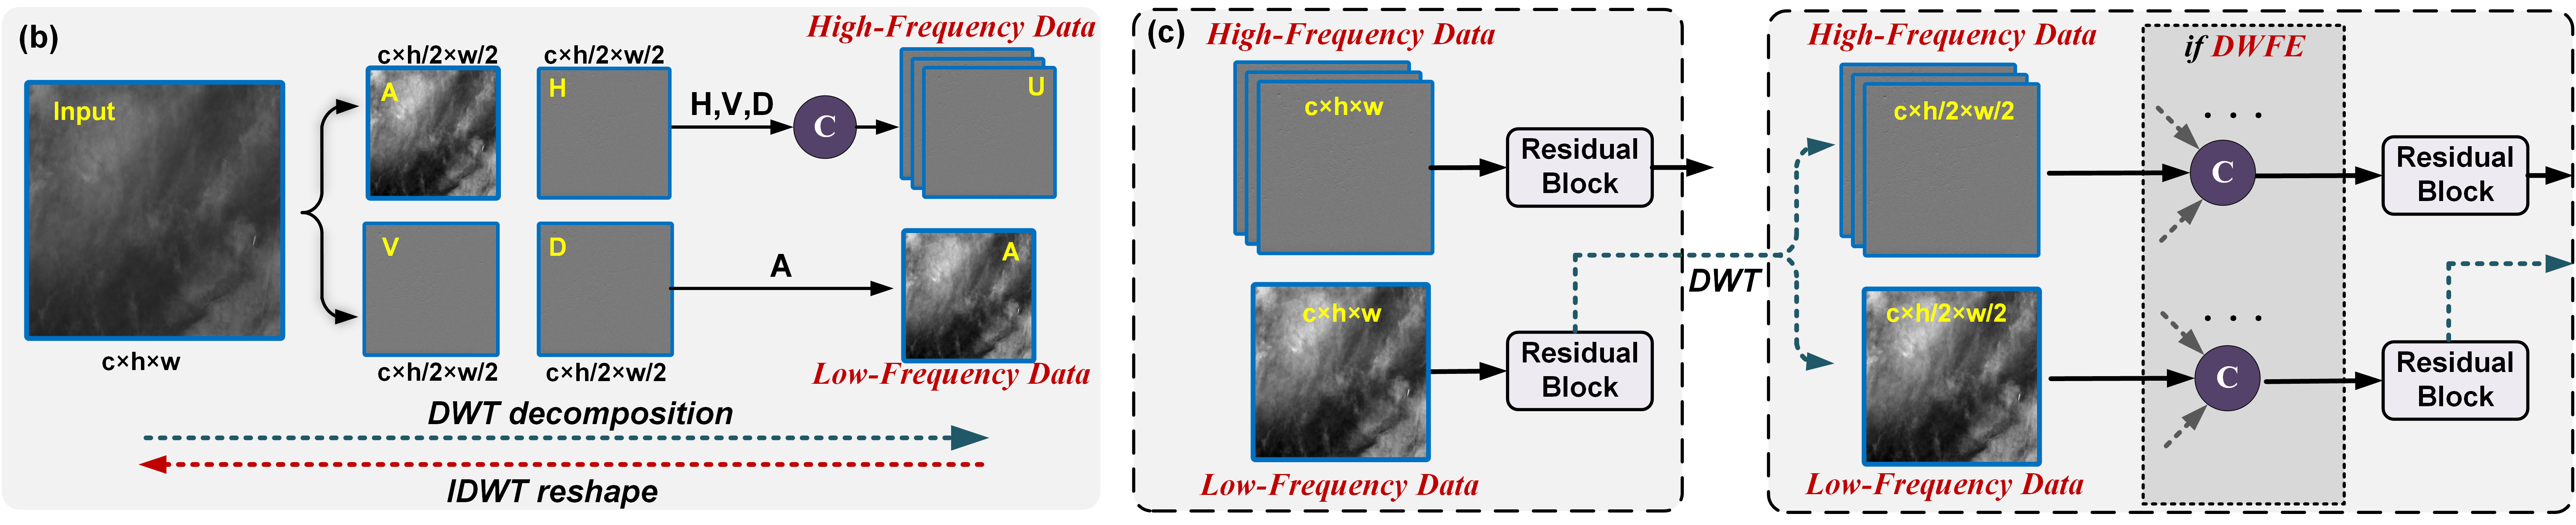 (b)
Input
c×h×w
c×h/2×w/2
A
c×h/2×w/2
H
V
c×h/2×w/2
D
c×h/2×w/2
H,V,D
C
High-Frequency Data
U
A
A
Low-Frequency Data
DWT decomposition
IDWT reshape
(c)
High-Frequency Data
c×h×w
Residual
Block
c×h×w
Residual
Block
Low-Frequency Data
DWT
High-Frequency Data
c×h/2×w/2
if DWFE
. . .
C
Residual
Block
c×h/2×w/2
. . .
C
Residual
Block
Low-Frequency Data